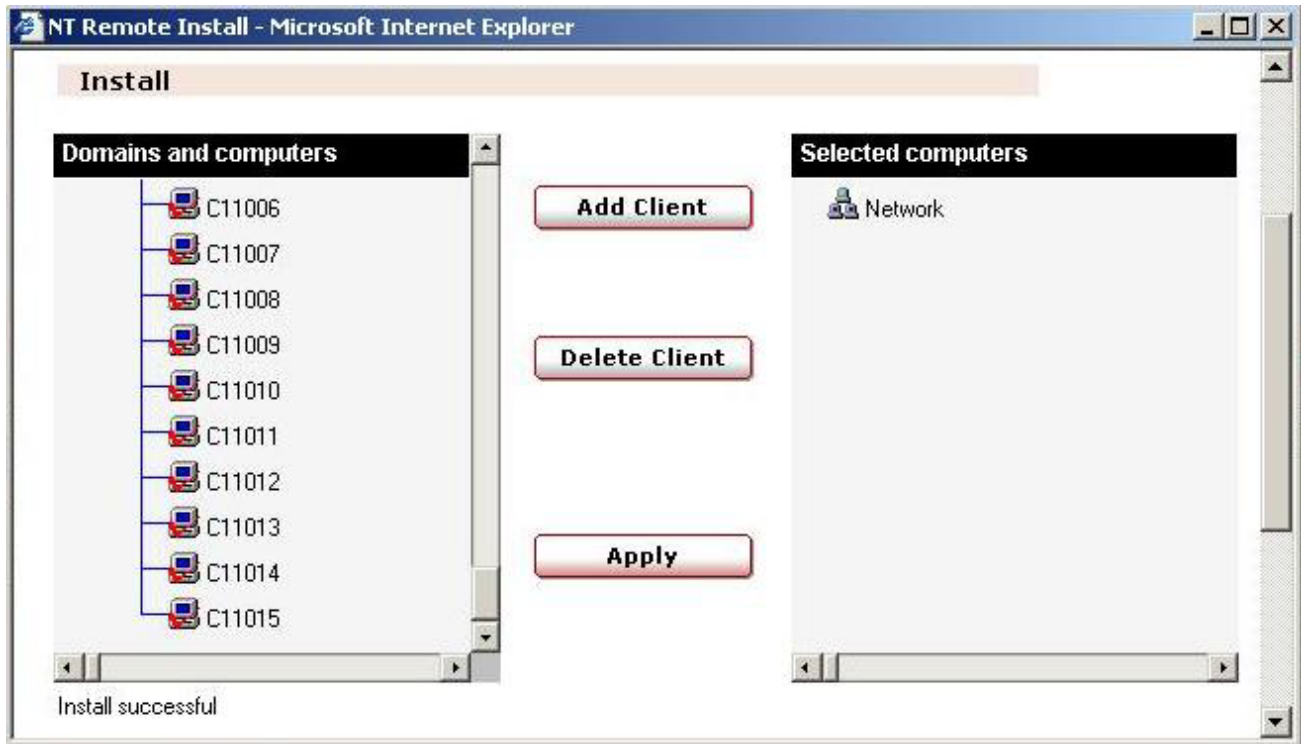 NT Remote Install - Microsoft Internet Explorer
Install
Domains and computers
C11006
C11007
C11008
C11009
C11010
C11011
C11012
C11013
C11014
C11015
Add Client
Delete Client
Apply
Selected computers
Network
Install successful